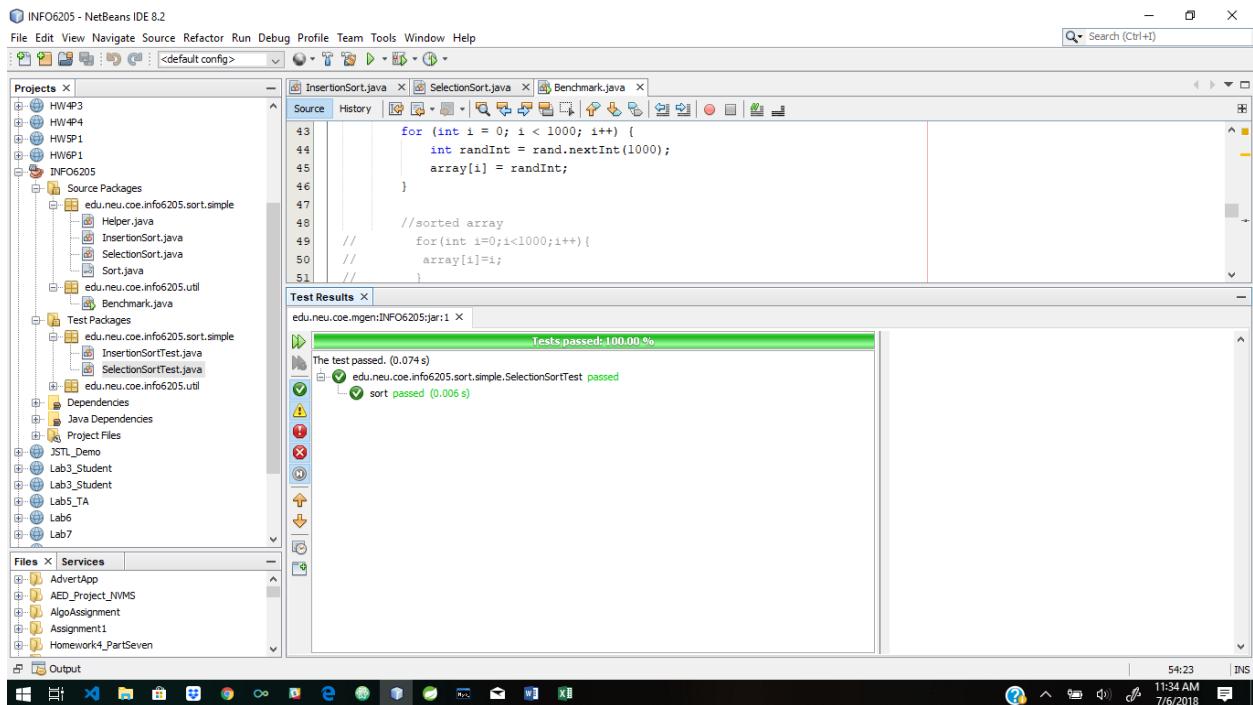 INFO6205 - NetBeans IDE 8.2
File Edit View Navigate Source Refactor Run Debug Profile Team Tools Window Help
Search (Ctrl+I)
<default config>
Projects
HW4P3
HW4P4
HW5P1
HW6P1
INFO6205
Source Packages
edu.neu.coe.info6205.sort.simple
Helper.java
InsertionSort.java
SelectionSort.java
Sort.java
edu.neu.coe.info6205.util
Benchmark.java
Test Packages
edu.neu.coe.info6205.sort.simple
InsertionSortTest.java
SelectionSortTest.java
edu.neu.coe.info6205.util
Dependencies
Java Dependencies
Project Files
JSTL_Demo
Lab3_Student
Lab3_Student
Lab5_TA
Lab6
Lab7
Files Services
AdvertApp
AED_Project_NVMS
AlgoAssignment
Assignment1
Homework4_PartSeven
InsertionSort.java SelectionSort.java Benchmark.java
Source History
43 for (int i = 0; i < 1000; i++) {
44 int randInt = rand.nextInt(1000);
45 array[i] = randInt;
46 }
47
48 //sorted array
49 // for(int i=0;i<1000;i++){
50 // array[i]=i;
51 // }
Test Results
edu.neu.coe.mgen:INFO6205:jar:1
Tests passed: 100.00 %
The test passed. (0.074 s)
edu.neu.coe.info6205.sort.simple.SelectionSortTest passed
sort passed (0.006 s)
Output
54:23 INS
11:34 AM
7/6/2018